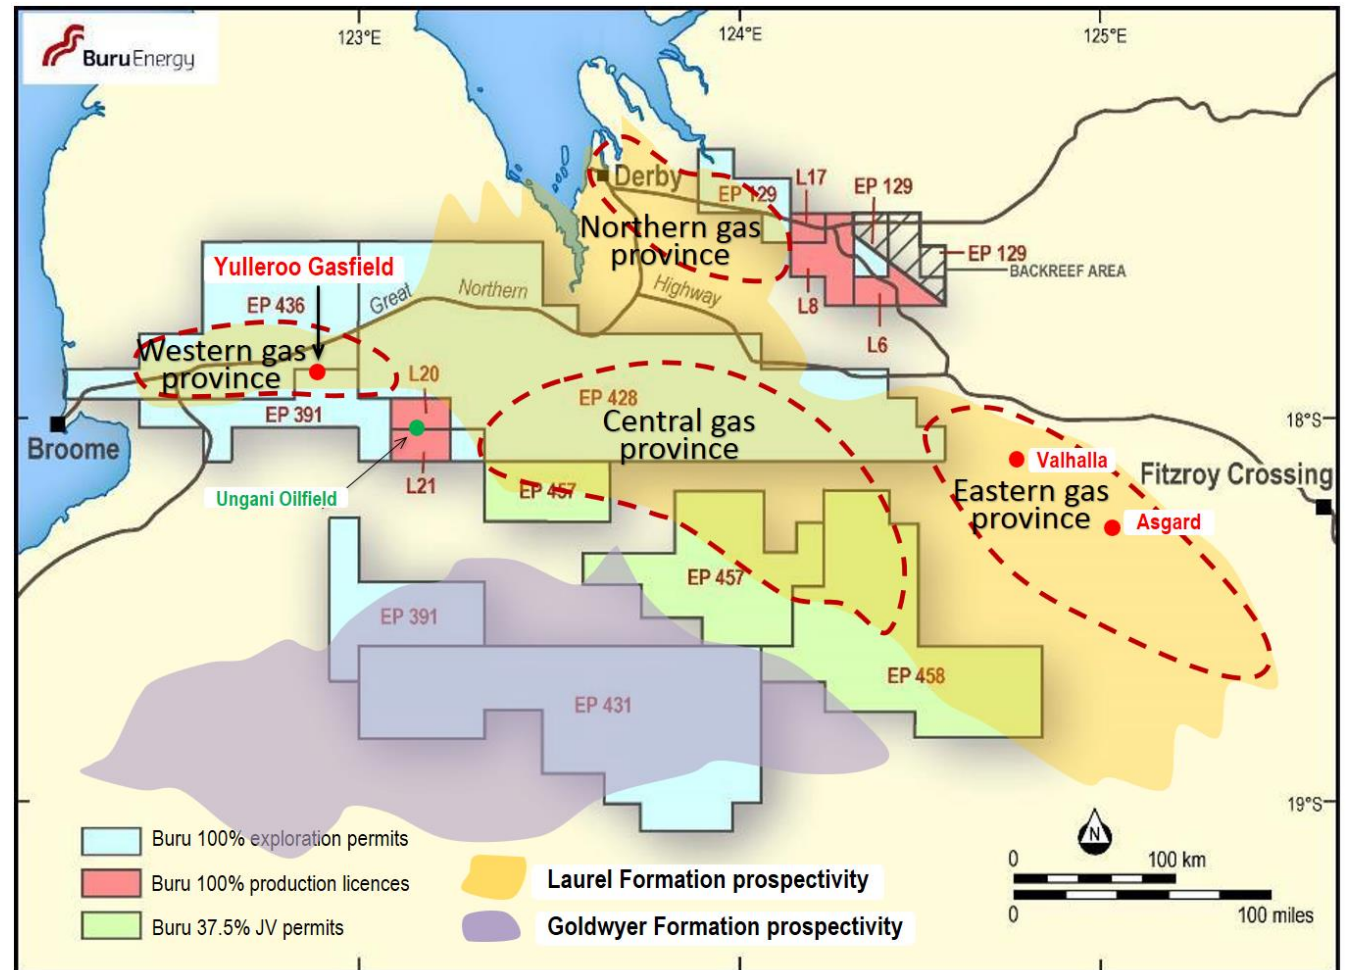 BuruEnergy
123°E
124°E
125°E
Derby
EP 129
L17
EP 129
Northern gas
province
EP 129
BACKREEF AREA
Yulleroo Gasfield
EP 436
Great
Northern
Highway
L8
L6
Western gas
province
L20
EP 391
EP 428
Central gas
province
18°S
Broome
Valhalla
Fitzroy Crossing
L21
Ungani Oilfield
EP 457
Eastern gas
province
Asgard
EP 457
EP 391
EP 458
EP 431
19°S
Buru 100% exploration permits
Buru 100% production licences
Buru 37.5% JV permits
Laurel Formation prospectivity
Goldwyer Formation prospectivity
N
0
100 km
0
100 miles